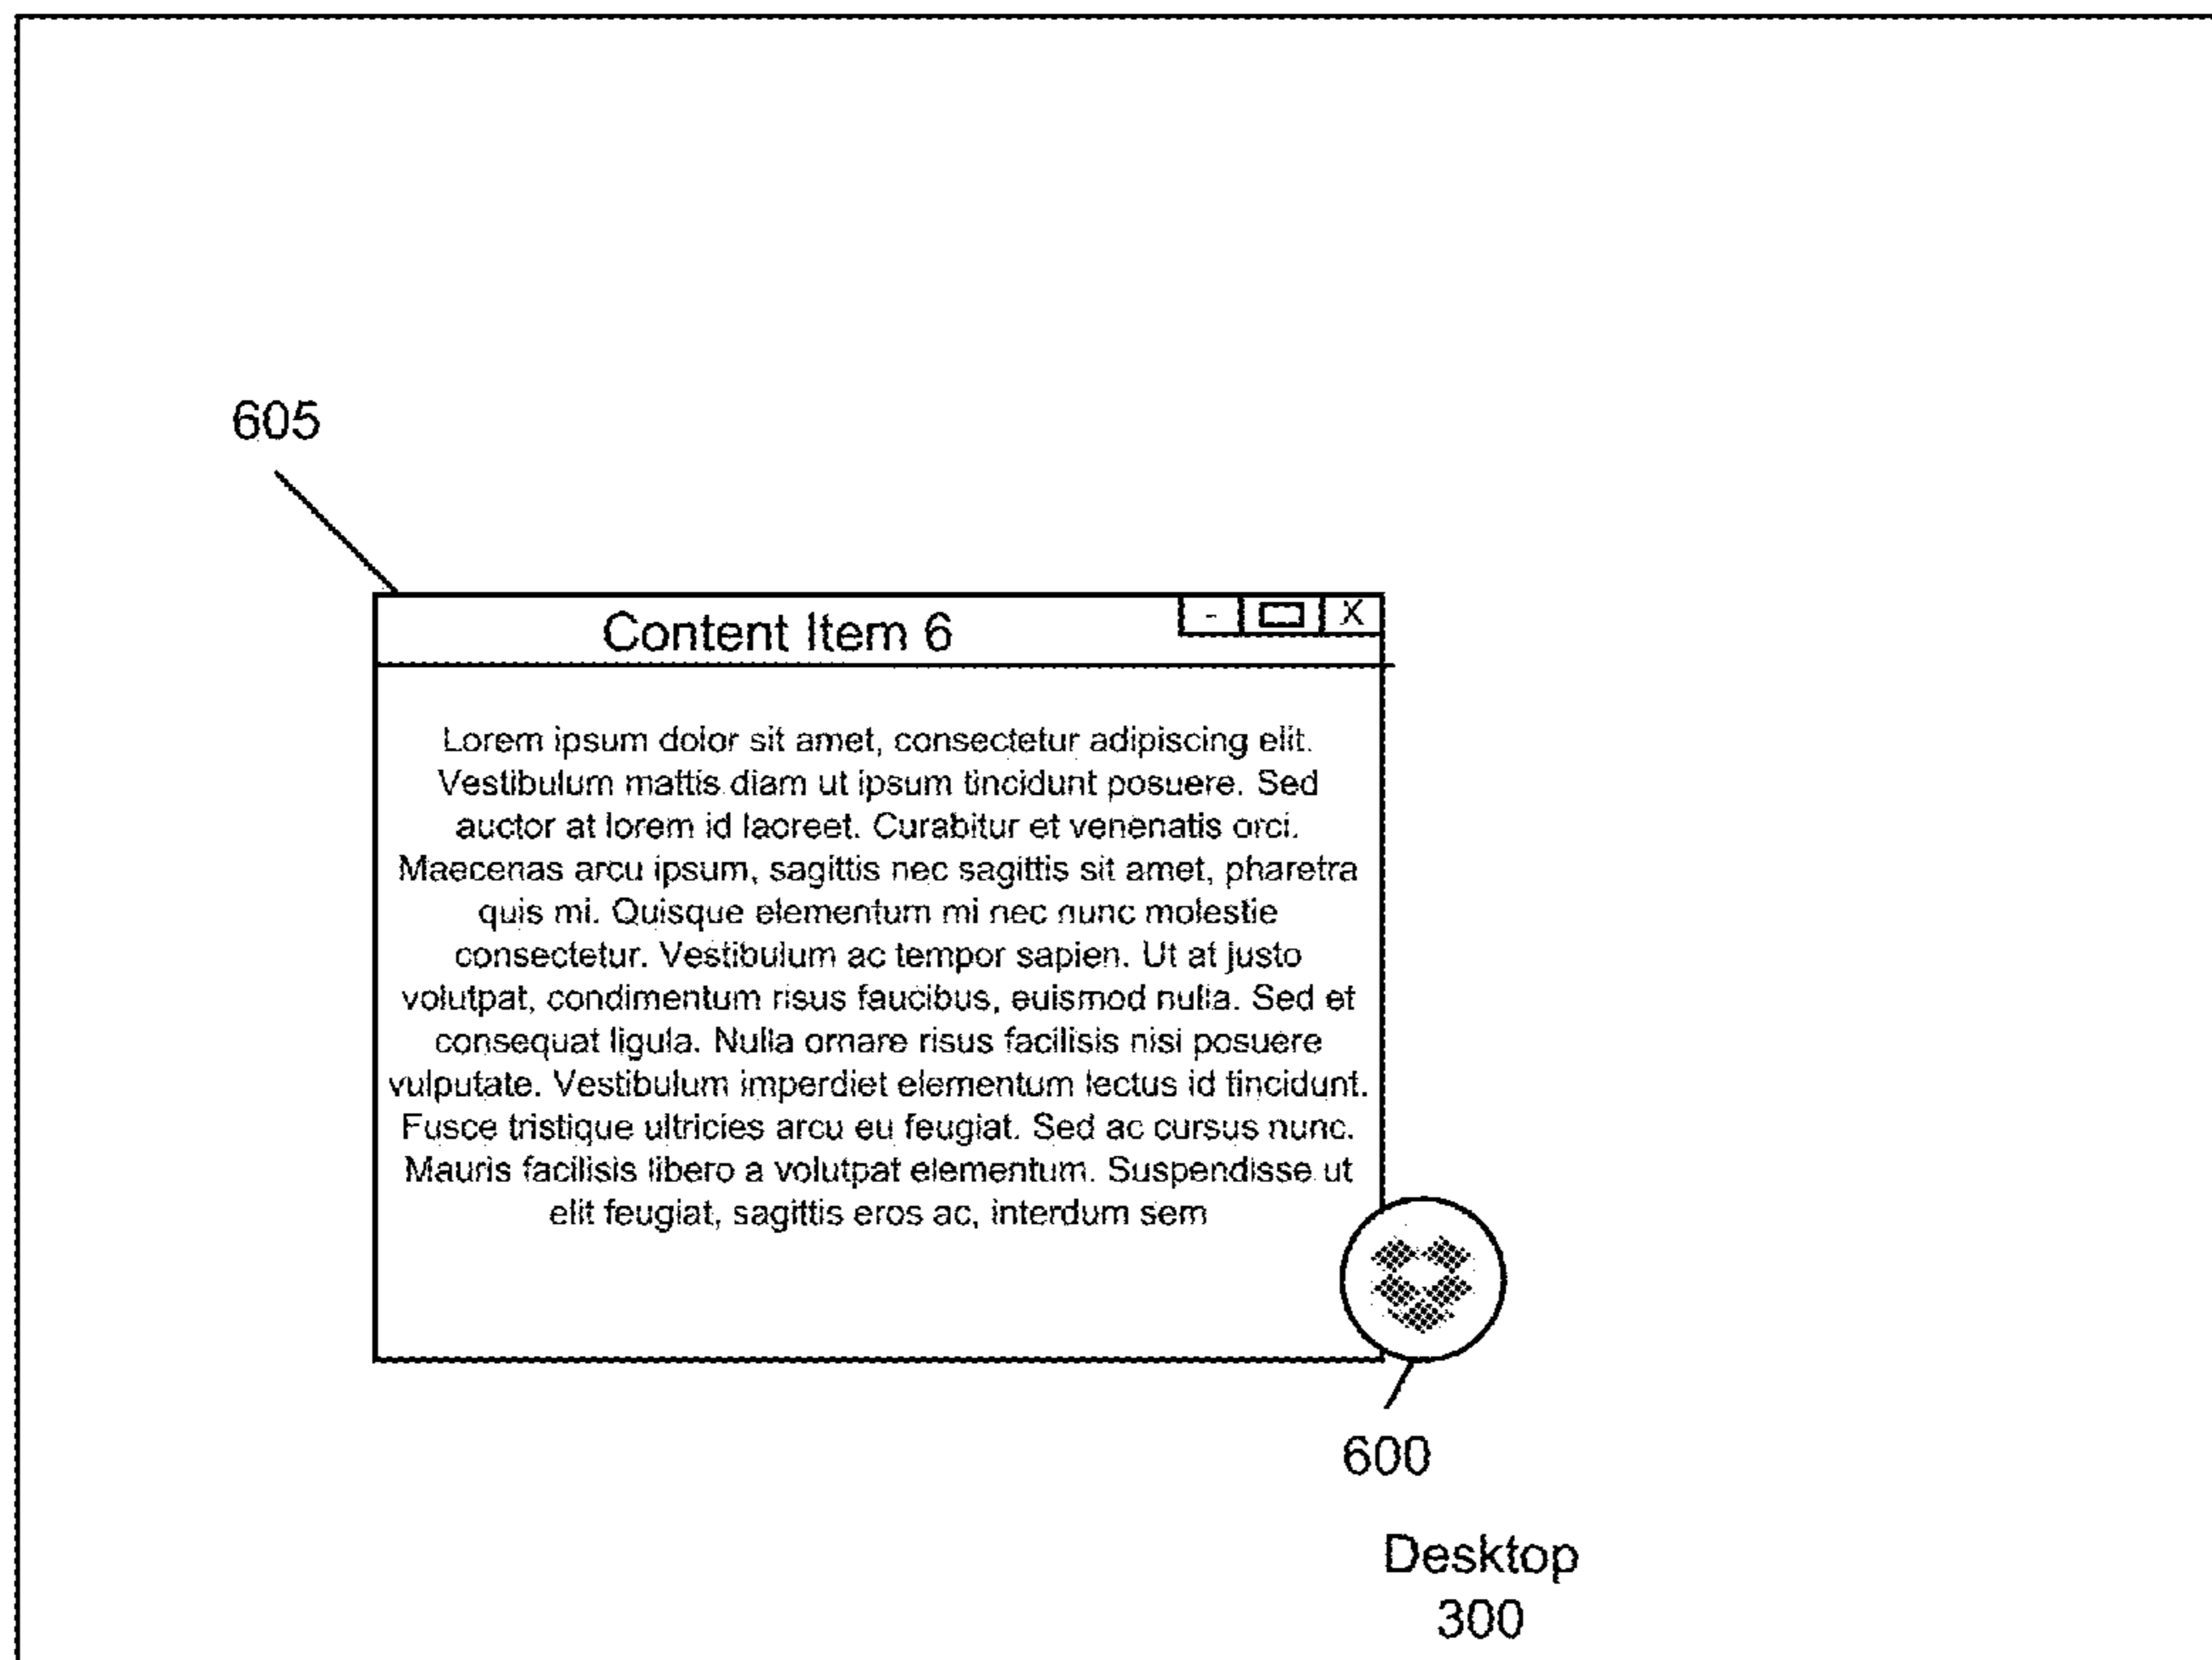 605
Content Item 6
- X
Lorem ipsum dolor sit amet, consectetur adipiscing elit.
Vestibulum mattis diam ut ipsum tincidunt posuere. Sed
auctor at lorem id laoreet. Curabitur et venenatis orci.
Maecenas arcu ipsum, sagittis nec sagittis sit amet, pharetra
quis mi. Quisque elementum mi nec nunc molestie
consectetur. Vestibulum ac tempor sapien. Ut at justo
volutpat, condimentum risus faucibus, euismod nulla. Sed et
consequat ligula. Nulla ornare risus facilisis nisi posuere
vulputate. Vestibulum imperdiet elementum lectus id tincidunt.
Fusce tristique ultricies arcu eu feugiat. Sed ac cursus nunc.
Mauris facilisis libero a volutpat elementum. Suspendisse ut
elit feugiat, sagittis eros ac, interdum sem
600
Desktop
300